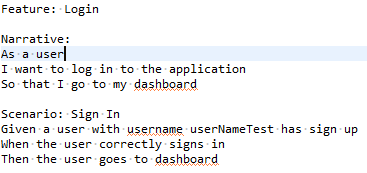 Feature: Login
Narrative:
As a user
I want to log in to the application
So that I go to my dashboard
Scenario: Sign In
Given a user with username userNameTest has sign up
When the user correctly signs in
Then the user goes to dashboard